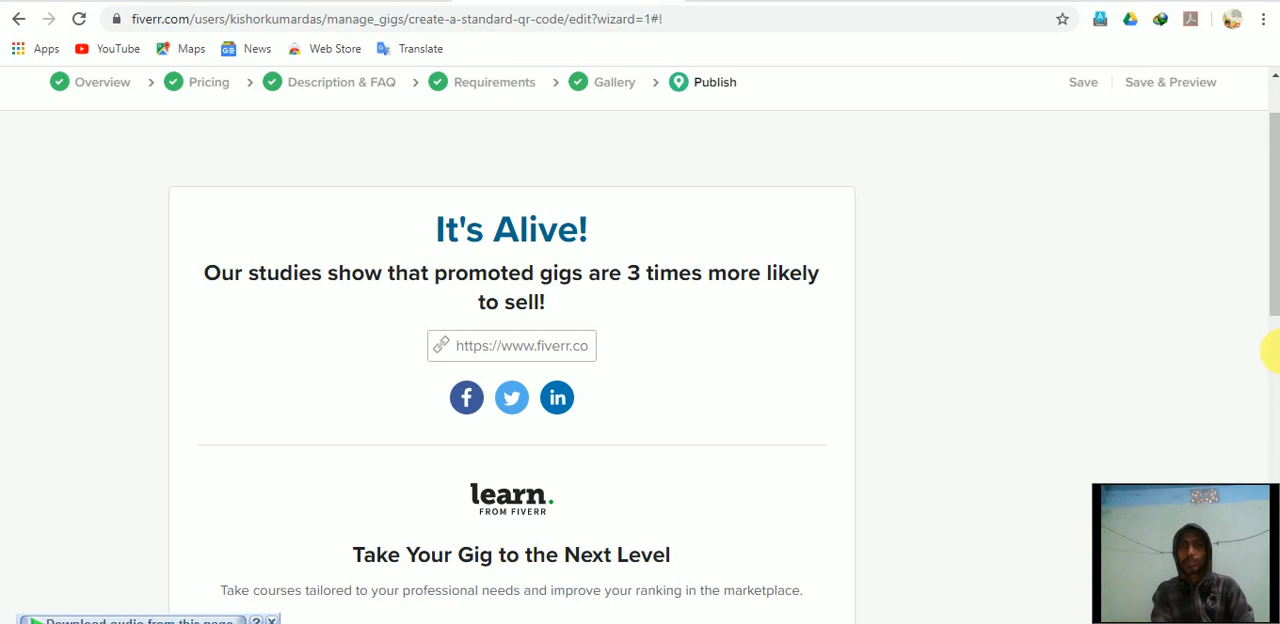 fiverr.com/users/kishorkumardas/manage_gigs/create-a-standard-qr-code/edit?wizard=1#!
Apps YouTube Maps News Web Store Translate
Overview Pricing Description & FAQ Requirements Gallery Publish Save Save & Preview
It's Alive!
Our studies show that promoted gigs are 3 times more likely
to sell!
https://www.fiverr.co
learn.
FROM FIVERR
Take Your Gig to the Next Level
Take courses tailored to your professional needs and improve your ranking in the marketplace.
Download audio from this page ? X